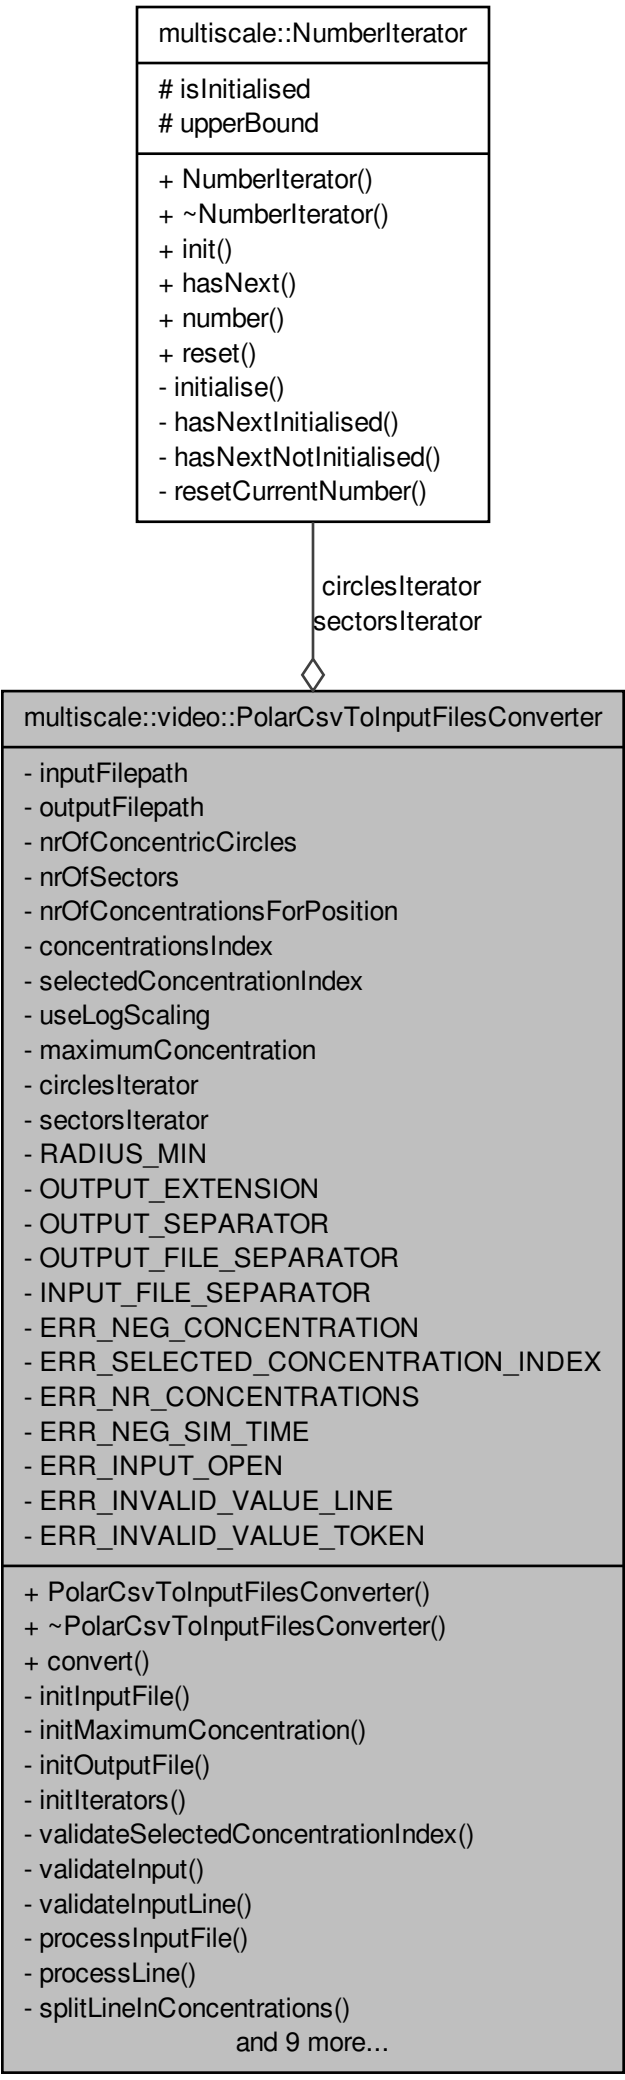 multiscale::NumberIterator
# isInitialised
# upperBound
+ NumberIterator()
+ ~NumberIterator()
+ init()
+ hasNext()
+ number()
+ reset()
- initialise()
- hasNextInitialised()
- hasNextNotInitialised()
- resetCurrentNumber()
circlesIterator
sectorsIterator
multiscale::video::PolarCsvToInputFilesConverter
- inputFilepath
- outputFilepath
- nrOfConcentricCircles
- nrOfSectors
- nrOfConcentrationsForPosition
- concentrationsIndex
- selectedConcentrationIndex
- useLogScaling
- maximumConcentration
- circlesIterator
- sectorsIterator
- RADIUS_MIN
- OUTPUT_EXTENSION
- OUTPUT_SEPARATOR
- OUTPUT_FILE_SEPARATOR
- INPUT_FILE_SEPARATOR
- ERR_NEG_CONCENTRATION
- ERR_SELECTED_CONCENTRATION_INDEX
- ERR_NR_CONCENTRATIONS
- ERR_NEG_SIM_TIME
- ERR_INPUT_OPEN
- ERR_INVALID_VALUE_LINE
- ERR_INVALID_VALUE_TOKEN
+ PolarCsvToInputFilesConverter()
+ ~PolarCsvToInputFilesConverter()
+ convert()
- initInputFile()
- initMaximumConcentration()
- initOutputFile()
- initIterators()
- validateSelectedConcentrationIndex()
- validateInput()
- validateInputLine()
- processInputFile()
- processLine()
- splitLineInConcentrations()
and 9 more...